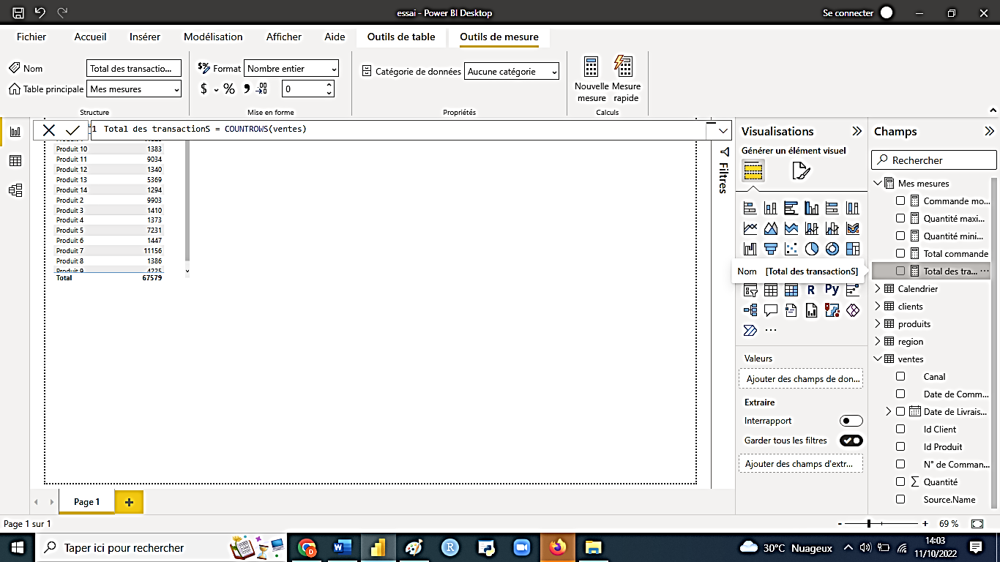 essai - Power BI Desktop
Se connecter
Fichier
Accueil
Insérer
Modélisation
Afficher
Aide
Outils de table
Outils de mesure
Nom
Total des transactio...
Table principale
Mes mesures
Structure
Format
Nombre entier
$
%
0
Mise en forme
Catégorie de données
Aucune catégorie
Propriétés
Nouvelle mesure
Mesure rapide
Calculs
1 Total des transactionS = COUNTROWS(ventes)
Produit 10 1383
Produit 11 9034
Produit 12 1340
Produit 13 5369
Produit 14 1294
Produit 2 9903
Produit 3 1410
Produit 4 1373
Produit 5 7231
Produit 6 1447
Produit 7 11156
Produit 8 1386
Produit 9 4225
Total 67579
Filtres
Visualisations
Générer un élément visuel
Nom [Total des transactionS]
R
Py
Valeurs
Ajouter des champs de don...
Extraire
Interrapport
Garder tous les filtres
Ajouter des champs d'extr...
Champs
Rechercher
Mes mesures
Commande mo...
Quantité maxi...
Quantité mini...
Total commande
Total des tra...
Calendrier
clients
produits
region
ventes
Canal
Date de Comm...
Date de Livrais...
Id Client
Id Produit
N° de Comman...
Quantité
Source.Name
Page 1
Page 1 sur 1
- + 69 %
Taper ici pour rechercher
30°C Nuageux
14:03
11/10/2022